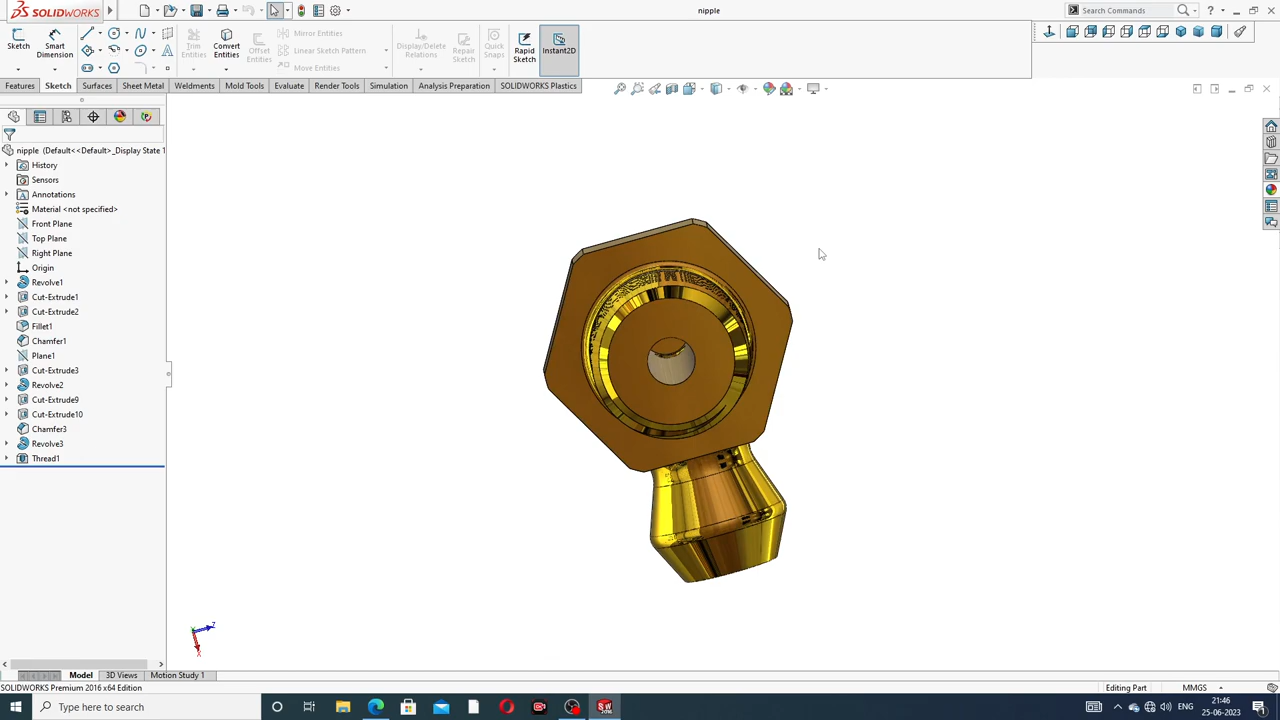 SOLIDWORKS
nipple
Search Commands
Sketch
Smart Dimension
Trim Entities
Convert Entities
Offset Entities
Mirror Entities
Linear Sketch Pattern
Move Entities
Display/Delete Relations
Repair Sketch
Quick Snaps
Rapid Sketch
Instant2D
Features
Sketch
Surfaces
Sheet Metal
Weldments
Mold Tools
Evaluate
Render Tools
Simulation
Analysis Preparation
SOLIDWORKS Plastics
nipple (Default<<Default>_Display State 1
History
Sensors
Annotations
Material <not specified>
Front Plane
Top Plane
Right Plane
Origin
Revolve1
Cut-Extrude1
Cut-Extrude2
Fillet1
Chamfer1
Plane1
Cut-Extrude3
Revolve2
Cut-Extrude9
Cut-Extrude10
Chamfer3
Revolve3
Thread1
Z
X
Model
3D Views
Motion Study 1
SOLIDWORKS Premium 2016 x64 Edition
Editing Part
MMGS
Type here to search
ENG
21:46
25-06-2023